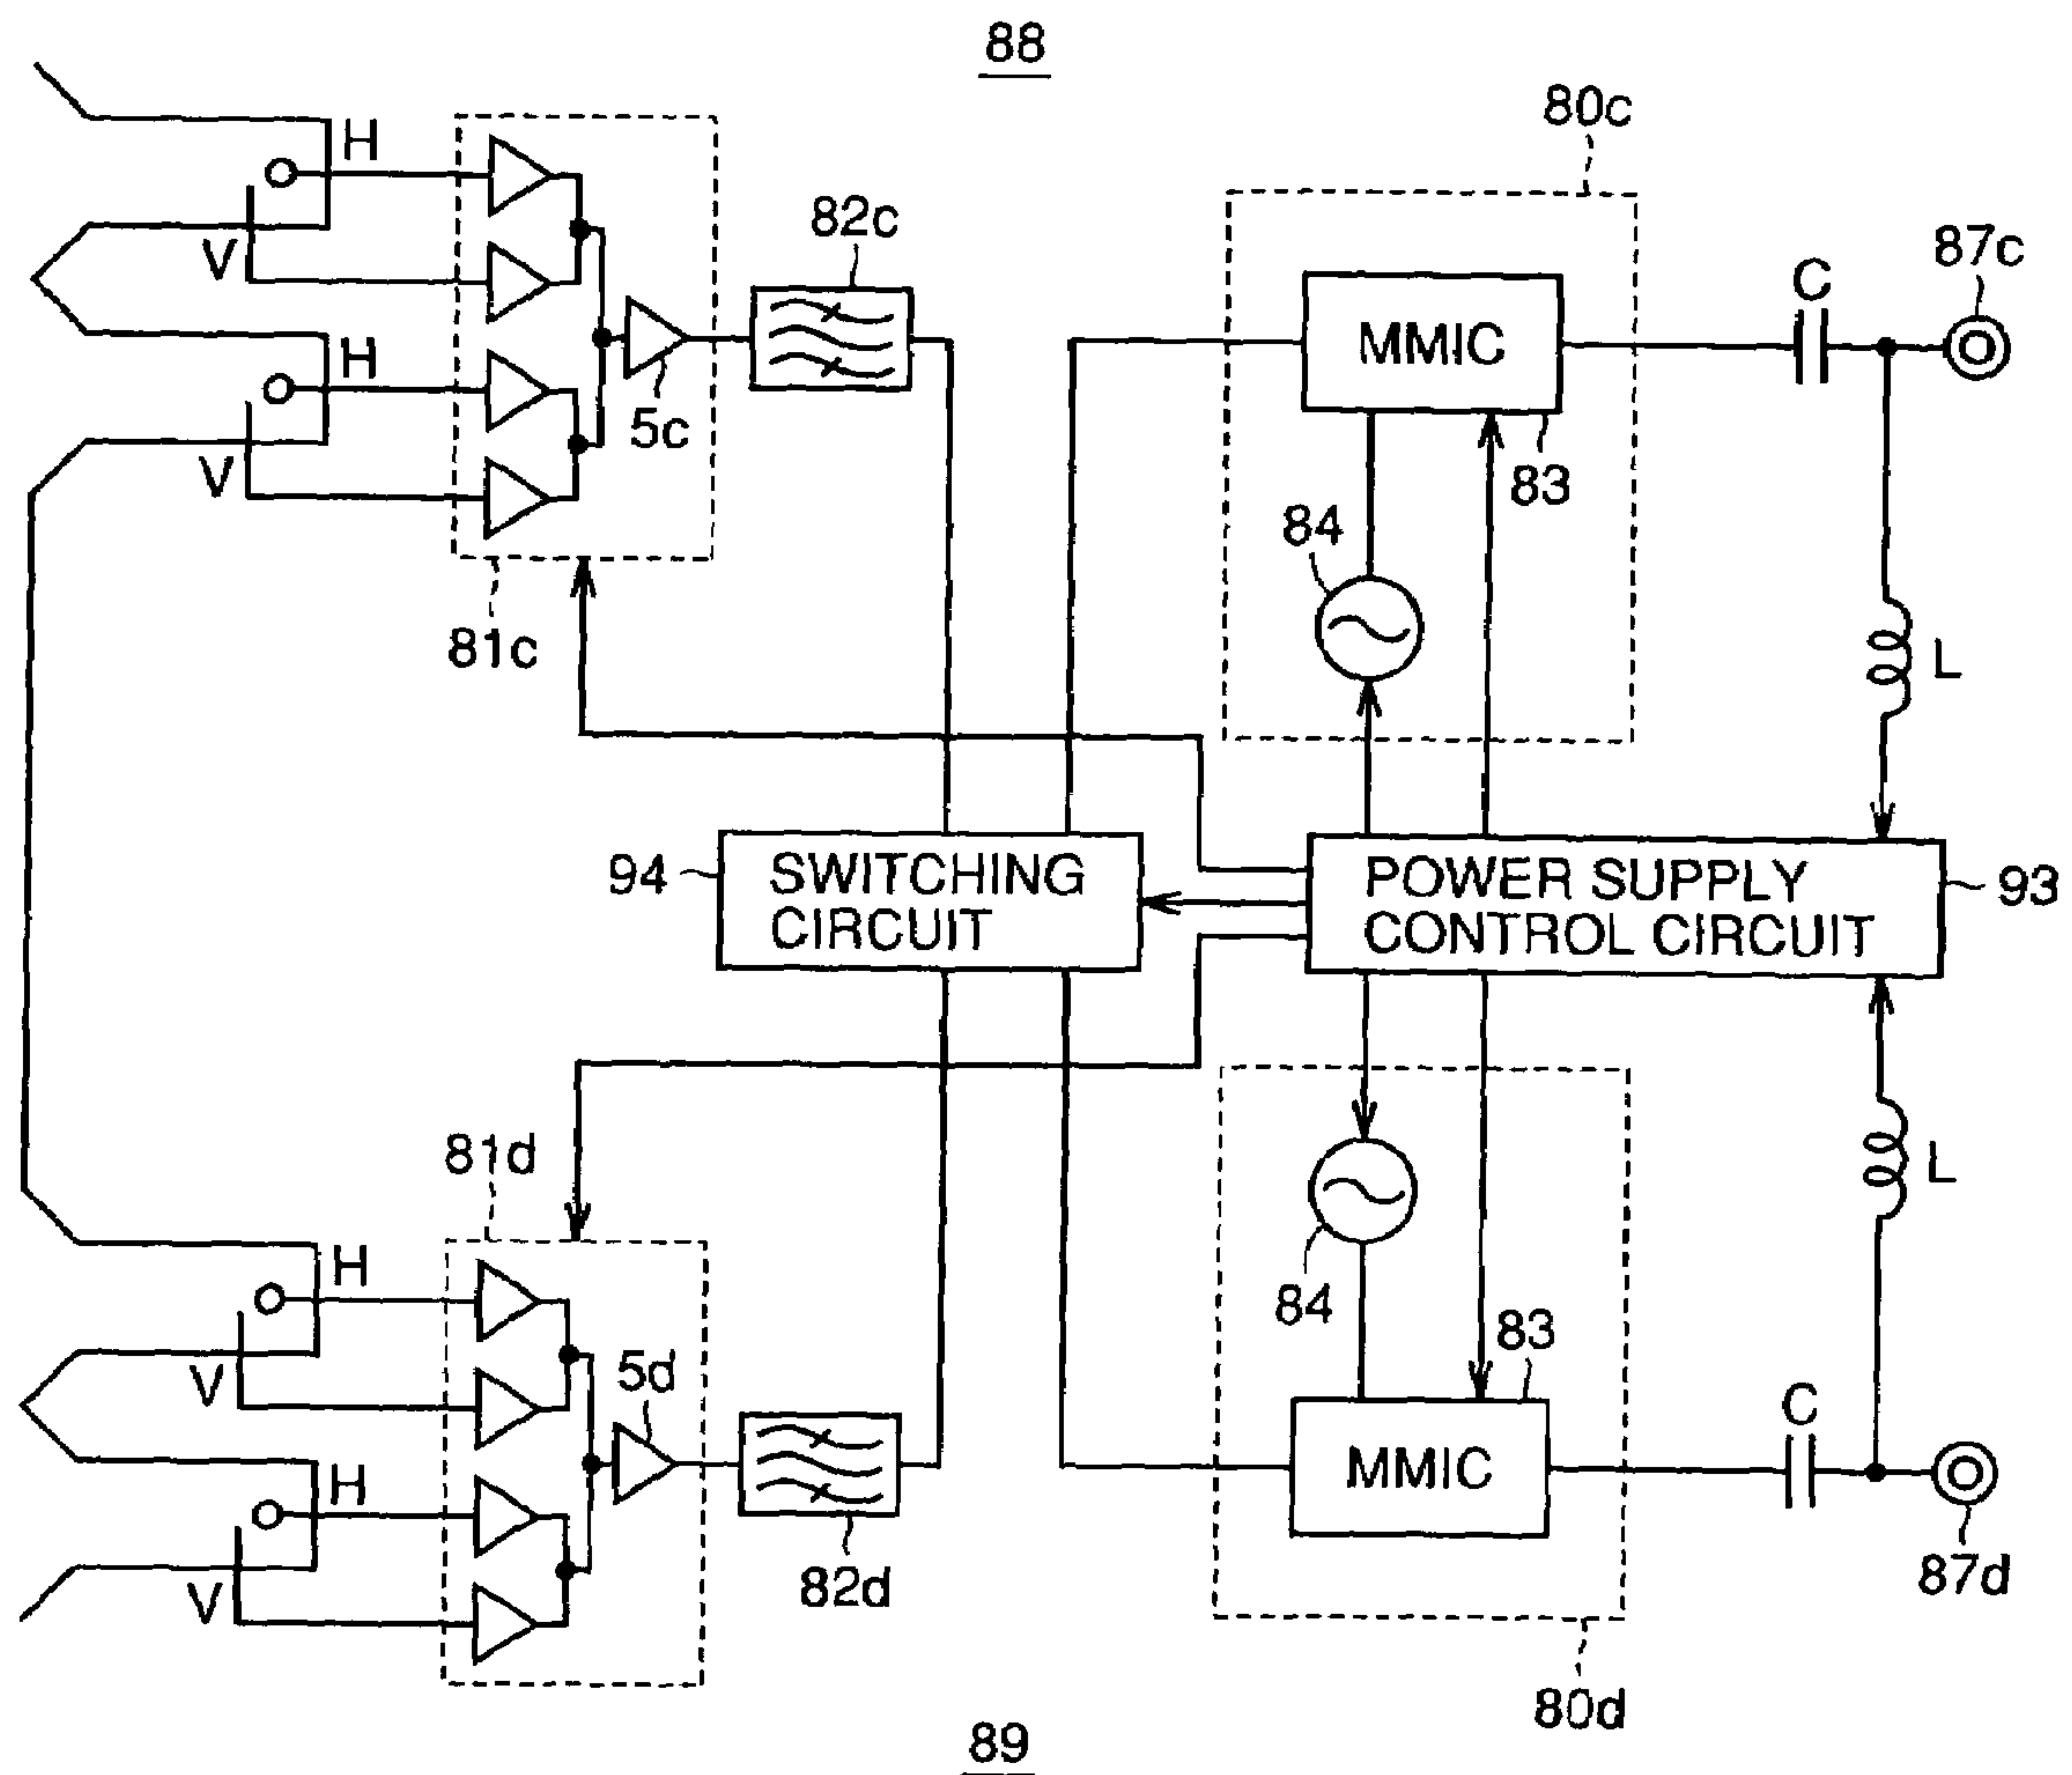 88
80c
H
82c
87c
V
C
MMIC
H
5c
V
83
84
81c
L
94
SWITCHING
CIRCUIT
POWER SUPPLY
CONTROL CIRCUIT
93
81d
L
H
84
83
V
5d
C
H
MMIC
V
82d
87d
80d
89